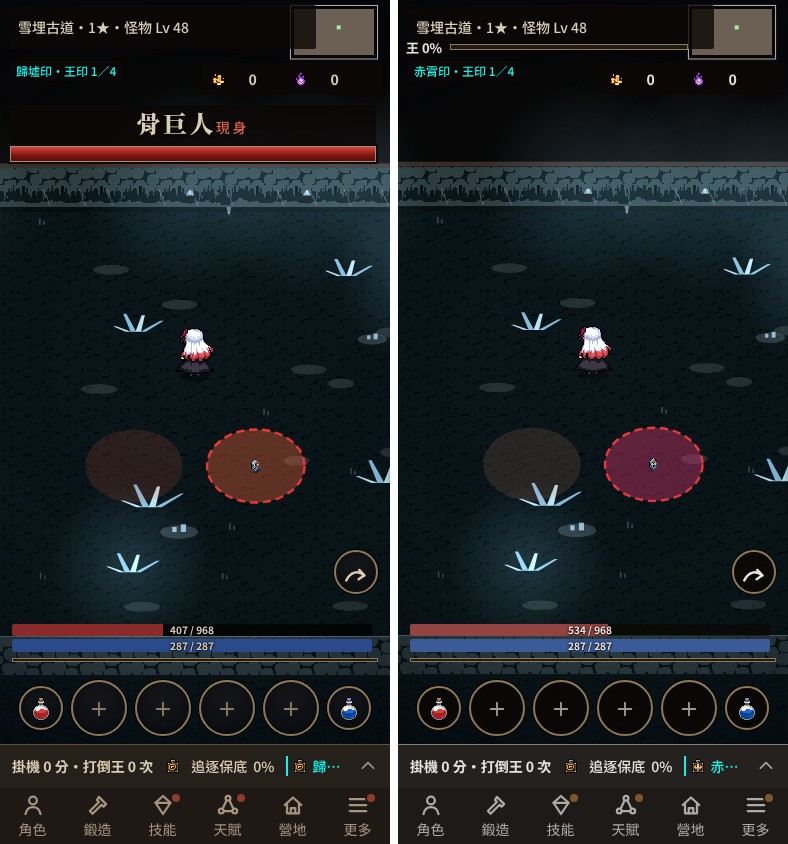 雪埋古道・1★・怪物 Lv 48
歸墟印・王印 1／4
0
0
骨巨人現身
407 / 968
287 / 287
掛機 0 分・打倒王 0 次
追逐保底 0%
歸…
角色
鍛造
技能
天賦
營地
更多
雪埋古道・1★・怪物 Lv 48
王 0%
赤霄印・王印 1／4
0
0
534 / 968
287 / 287
掛機 0 分・打倒王 0 次
追逐保底 0%
赤…
角色
鍛造
技能
天賦
營地
更多